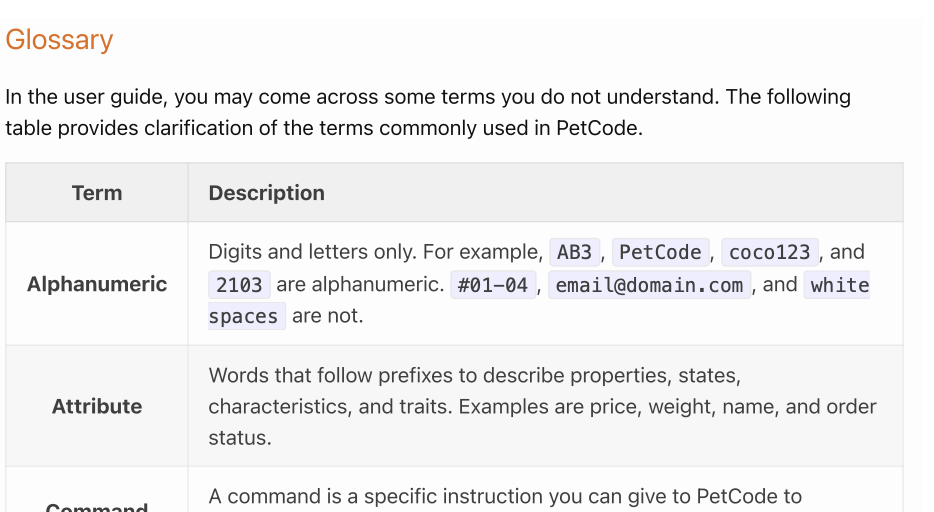 Glossary
In the user guide, you may come across some terms you do not understand. The following
table provides clarification of the terms commonly used in PetCode.
Term Description
Digits and letters only. For example, AB3, PetCode, coco123, and
Alphanumeric 2103 are alphanumeric. #01-04, email@domain.com, and white
spaces are not.
Words that follow prefixes to describe properties, states,
Attribute characteristics, and traits. Examples are price, weight, name, and order
status.
A command is a specific instruction you can give to PetCode to
Command